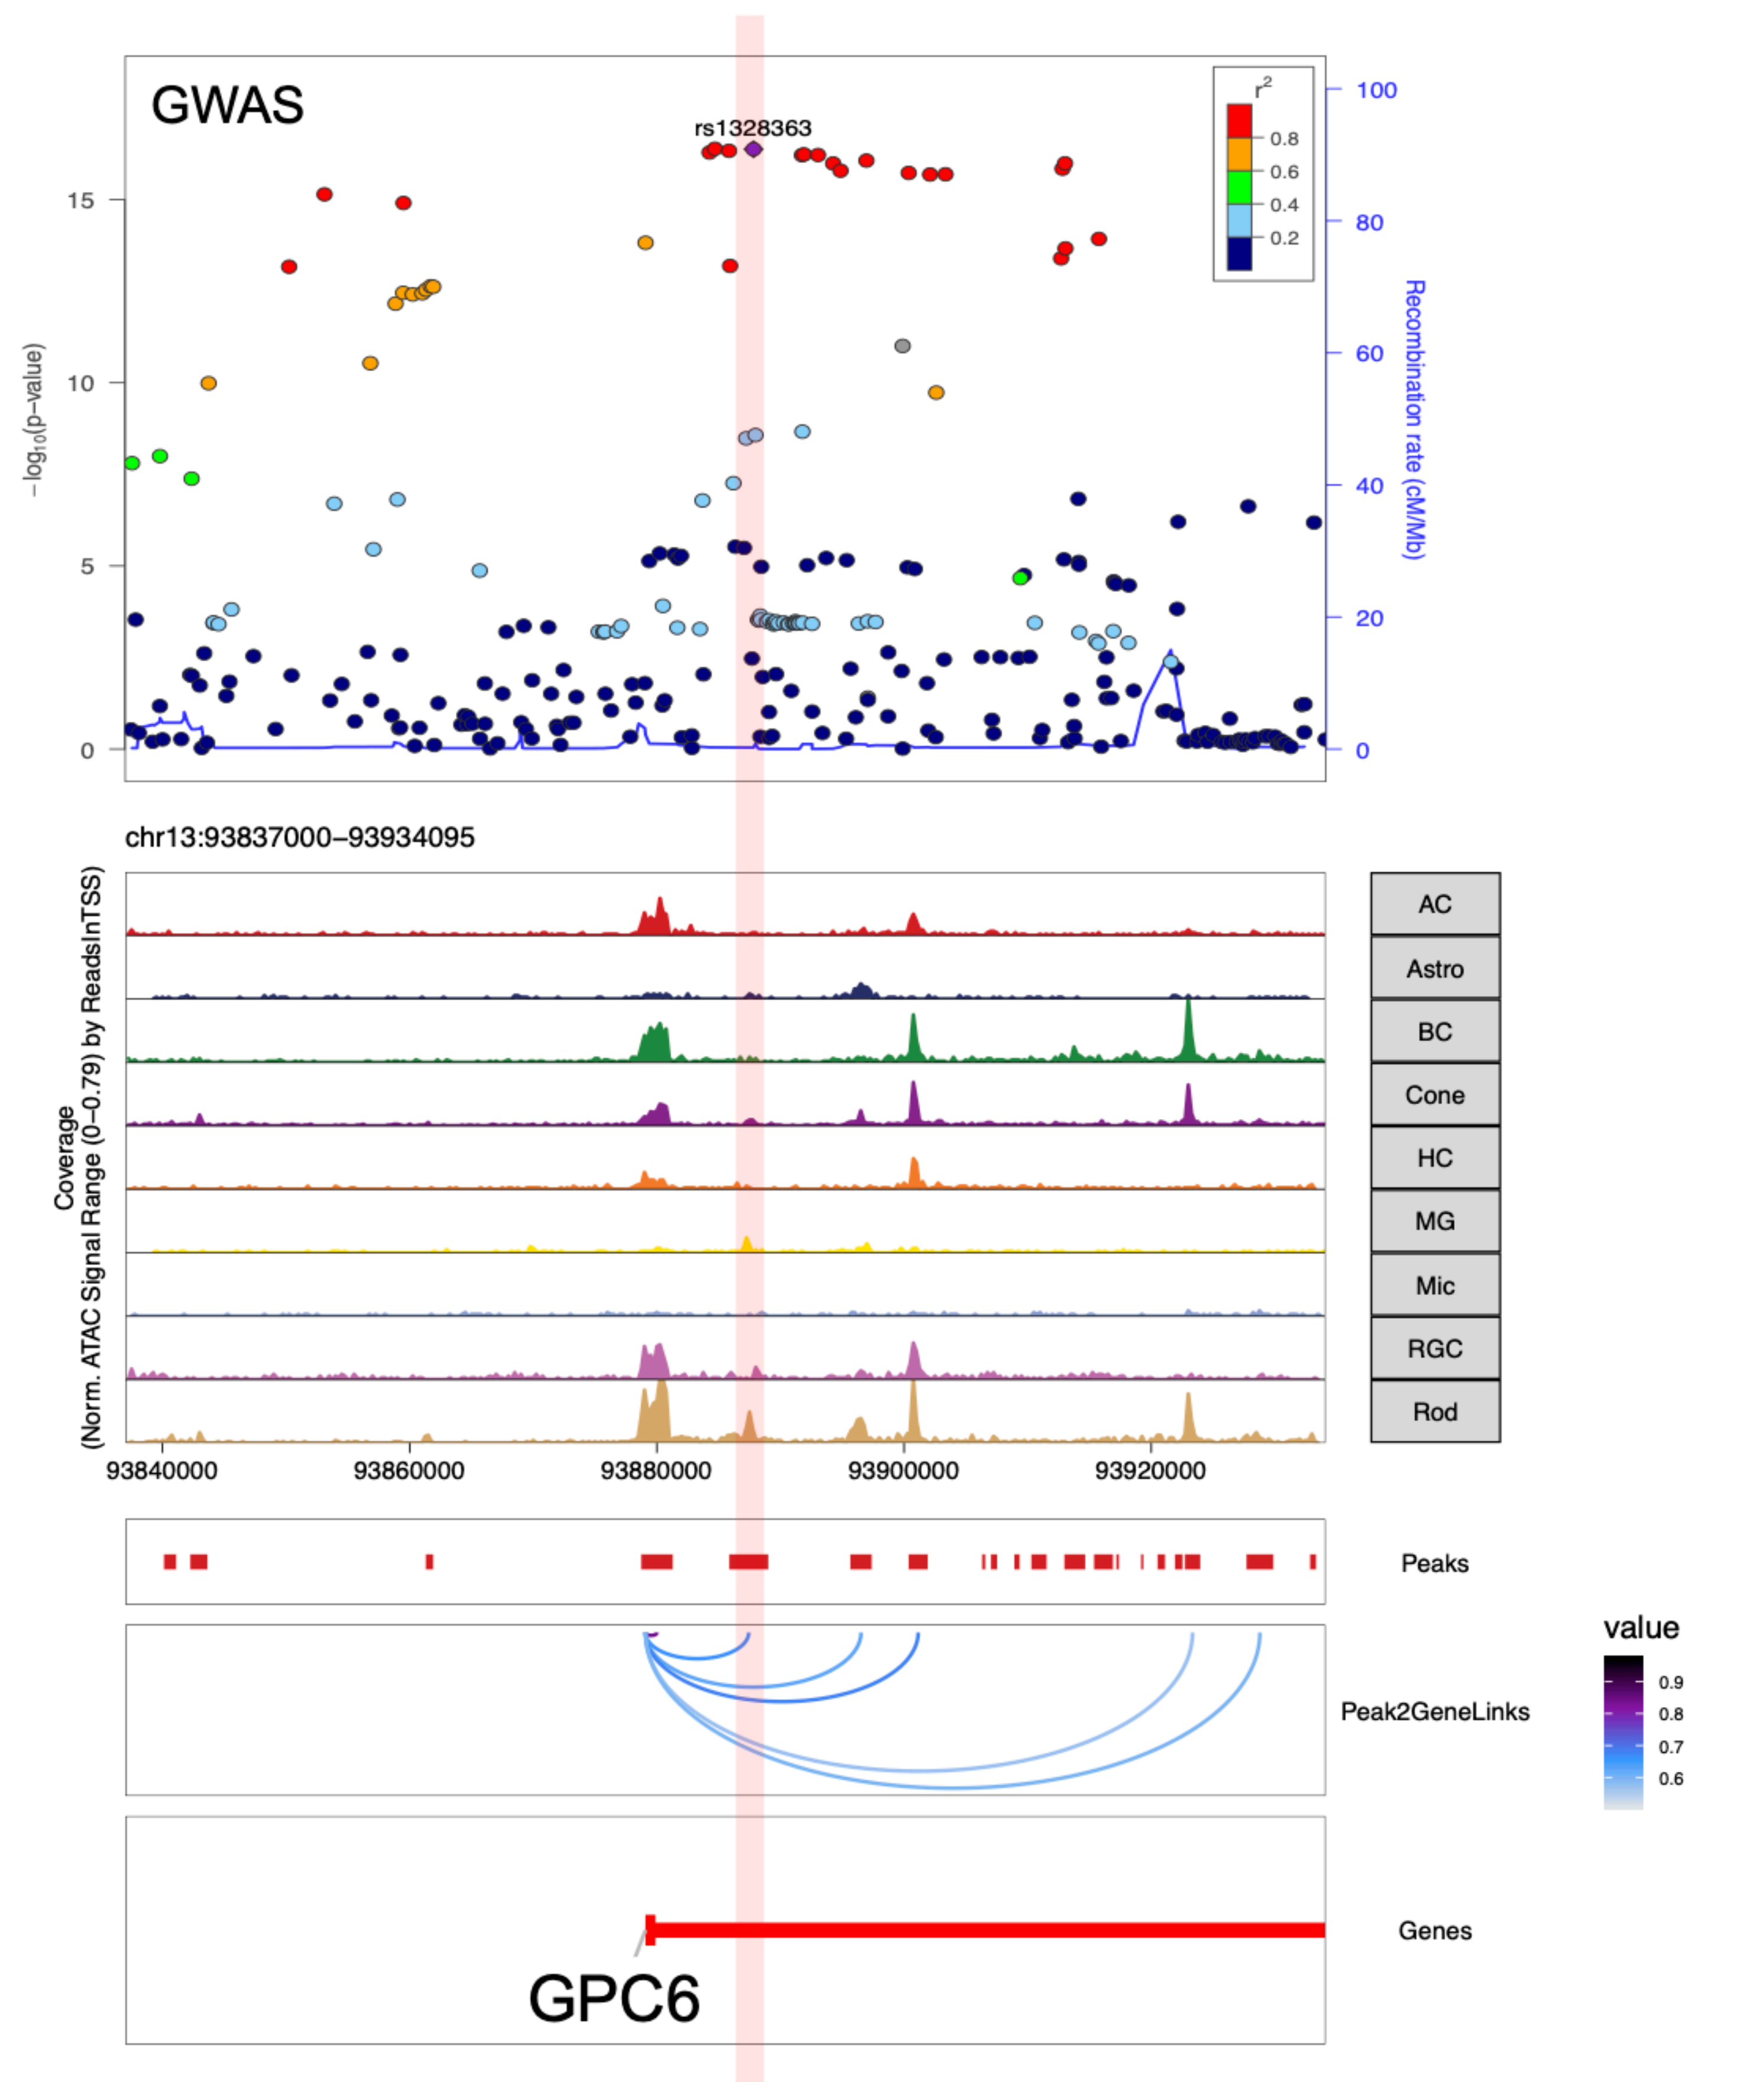 GWAS
rs1328363
r2
0.8
0.6
0.4
0.2
15
10
5
0
−log10(p−value)
100
80
60
40
20
0
Recombination rate (cM/Mb)
chr13:93837000−93934095
Coverage
(Norm. ATAC Signal Range (0−0.79) by ReadsInTSS)
AC
Astro
BC
Cone
HC
MG
Mic
RGC
Rod
93840000 93860000 93880000 93900000 93920000
Peaks
Peak2GeneLinks
value
0.9
0.8
0.7
0.6
Genes
GPC6